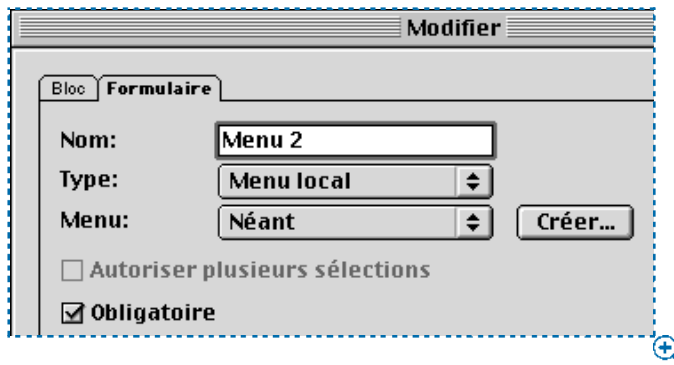 Modifier
Bloc Formulaire
Nom: Menu 2
Type: Menu local
Menu: Néant Créer...
Autoriser plusieurs sélections
Obligatoire